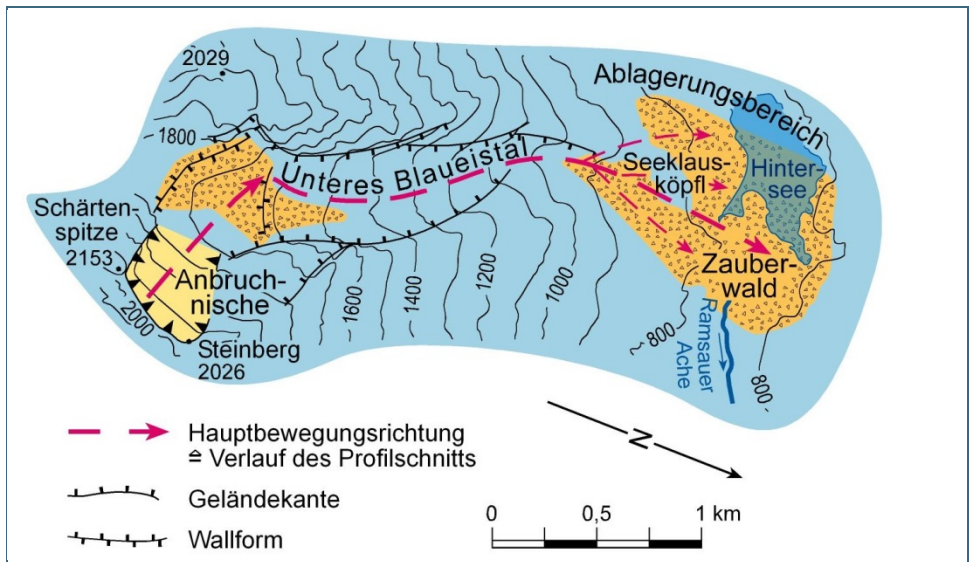 2029
1800
Ablagerungsbereich
Unteres Blaueistal
Seeklaus-
köpfl
Hinter-
see
Schärten-
spitze
2153
Anbruch-
nische
2000
Steinberg
2026
1600
1400
1200
1000
800
Zauber-
wald
Ramsauer
Ache
800
Hauptbewegungsrichtung
≙ Verlauf des Profilschnitts
Geländekante
Wallform
N
0 0,5 1 km